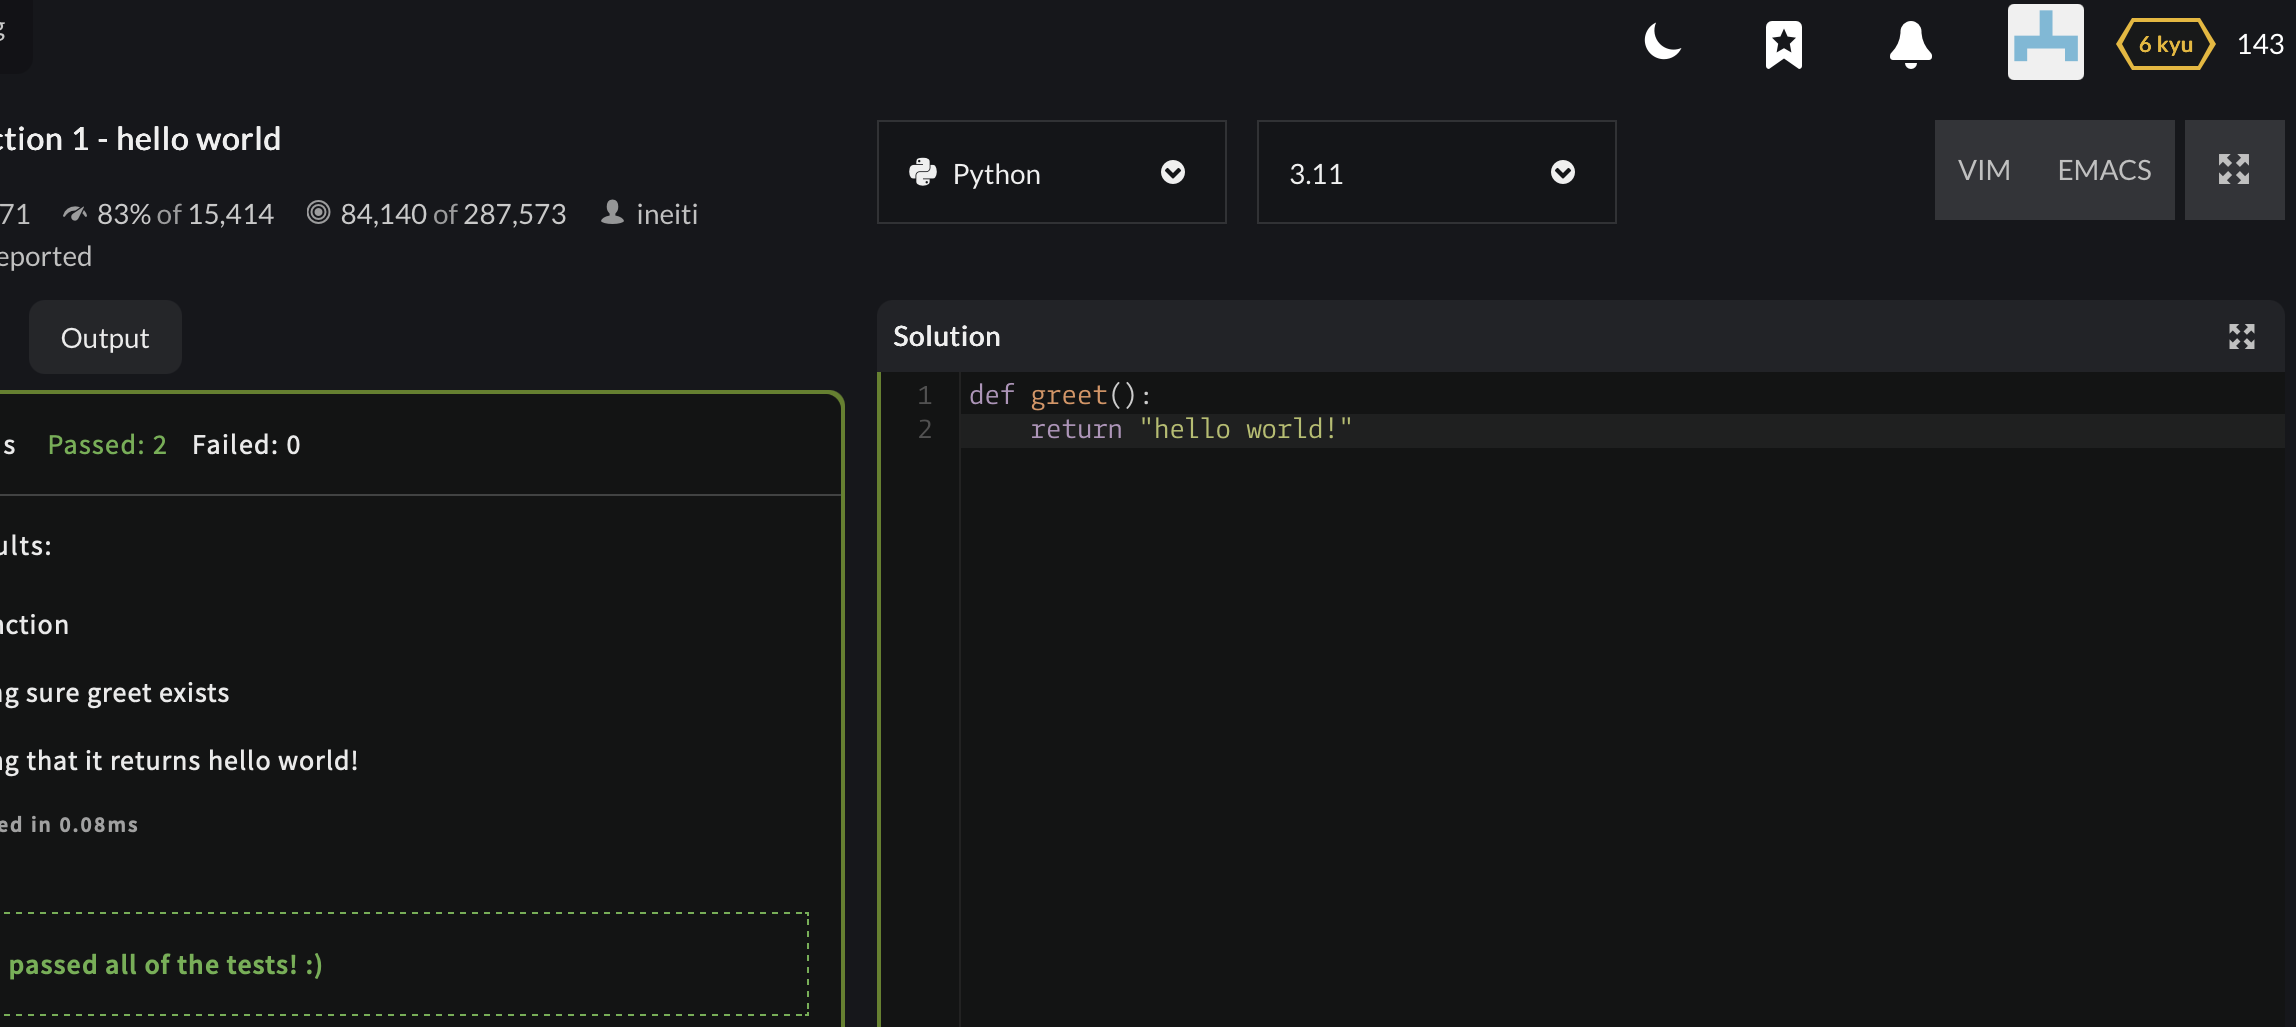 6 kyu 143
ction 1 - hello world
71 83% of 15,414 84,140 of 287,573 ineiti
eported
Python 3.11 VIM EMACS
Output
s Passed: 2 Failed: 0
ults:
nction
ng sure greet exists
ng that it returns hello world!
ed in 0.08ms
passed all of the tests! :)
Solution
1 def greet():
2     return "hello world!"